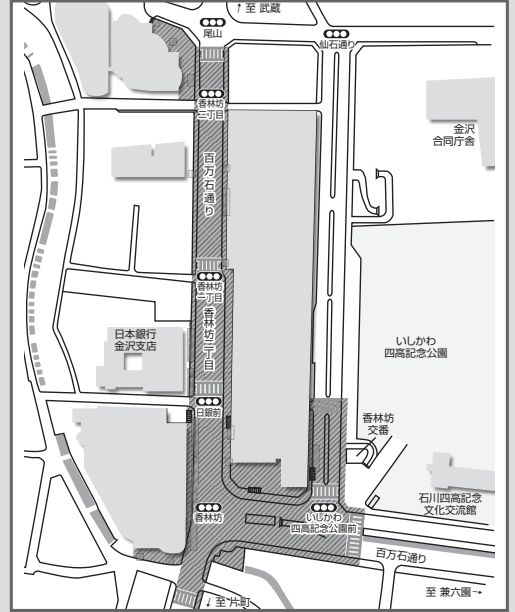 ↑至 武蔵
尾山
仙石通り
香林坊
二丁目
金沢
合同庁舎
百万石通り
香林坊
一丁目
香林坊二丁目
いしかわ
四高記念公園
日本銀行
金沢支店
日銀前
香林坊
交番
石川四高記念
文化交流館
香林坊
いしかわ
四高記念公園前
百万石通り
至 兼六園→
↓至 片町